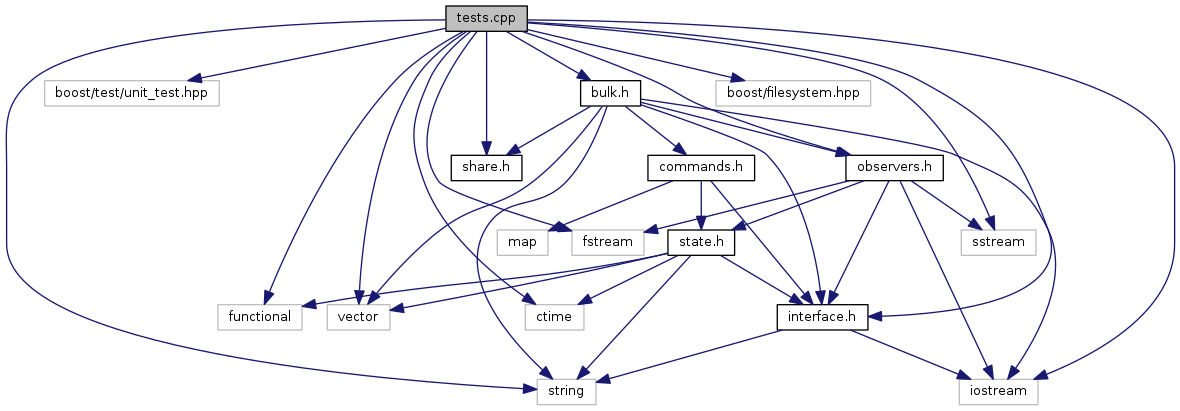 tests.cpp
boost/test/unit_test.hpp
bulk.h
boost/filesystem.hpp
share.h
commands.h
observers.h
map
fstream
state.h
sstream
functional
vector
ctime
interface.h
string
iostream